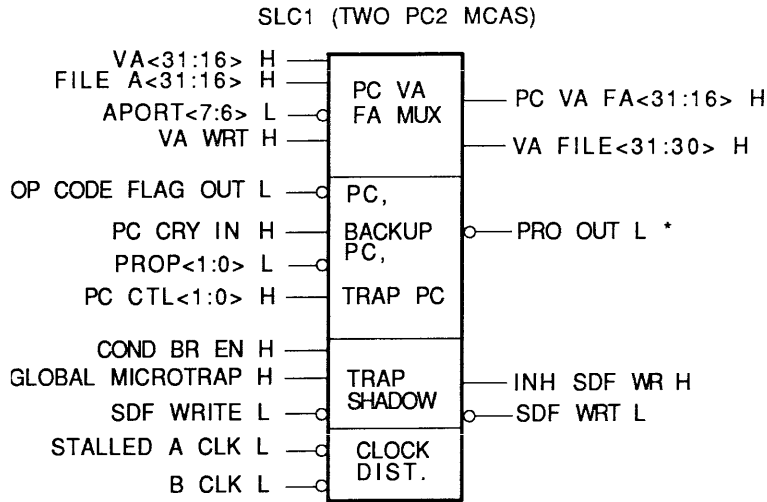 SLC1 (TWO PC2 MCAS)
VA<31:16> H
FILE A<31:16> H
APORT<7:6> L
VA WRT H
PC VA
FA MUX
PC VA FA<31:16> H
VA FILE<31:30> H
OP CODE FLAG OUT L
PC CRY IN H
PROP<1:0> L
PC CTL<1:0> H
PC,
BACKUP
PC,
TRAP PC
PRO OUT L *
COND BR EN H
GLOBAL MICROTRAP H
SDF WRITE L
TRAP
SHADOW
INH SDF WR H
SDF WRT L
STALLED A CLK L
B CLK L
CLOCK
DIST.